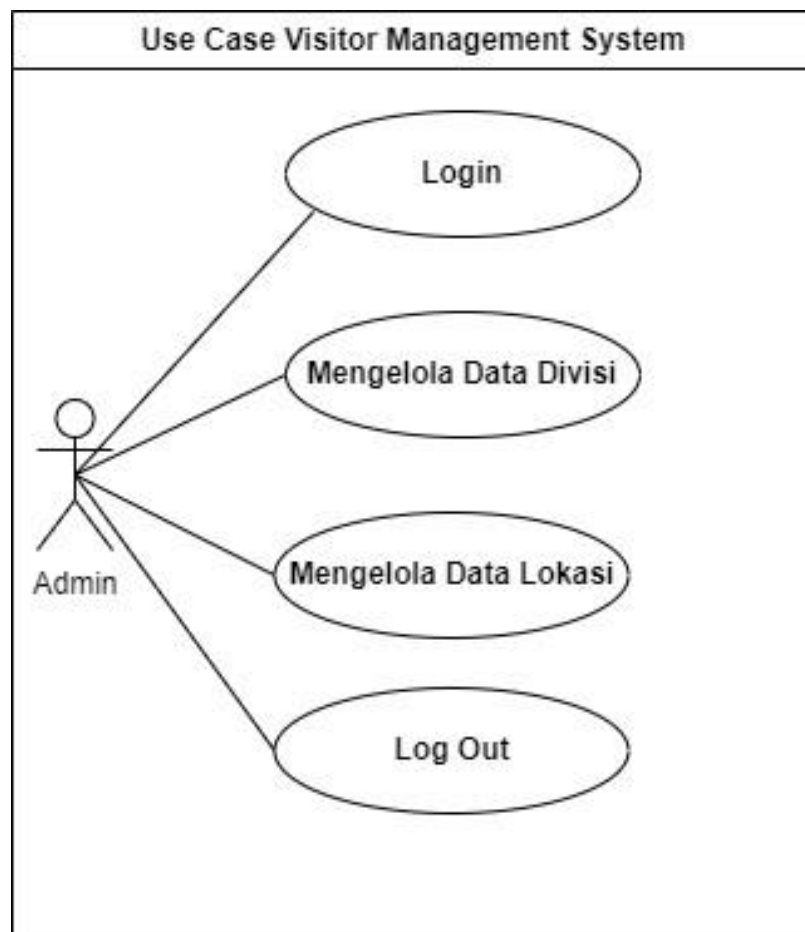 Use Case Visitor Management System
Login
Mengelola Data Divisi
Admin
Mengelola Data Lokasi
Log Out